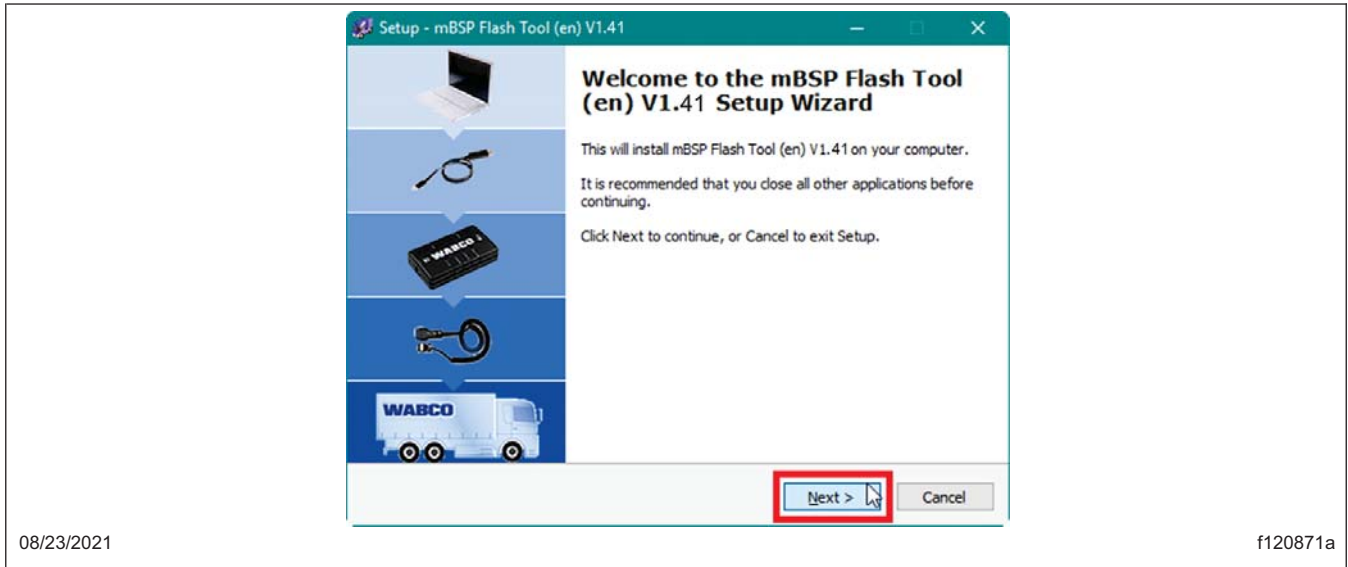 Setup - mBSP Flash Tool (en) V1.41
Welcome to the mBSP Flash Tool
(en) V1.41 Setup Wizard
This will install mBSP Flash Tool (en) V1.41 on your computer.
It is recommended that you close all other applications before
continuing.
Click Next to continue, or Cancel to exit Setup.
WABCO
WABCO
Next >
Cancel
08/23/2021
f120871a